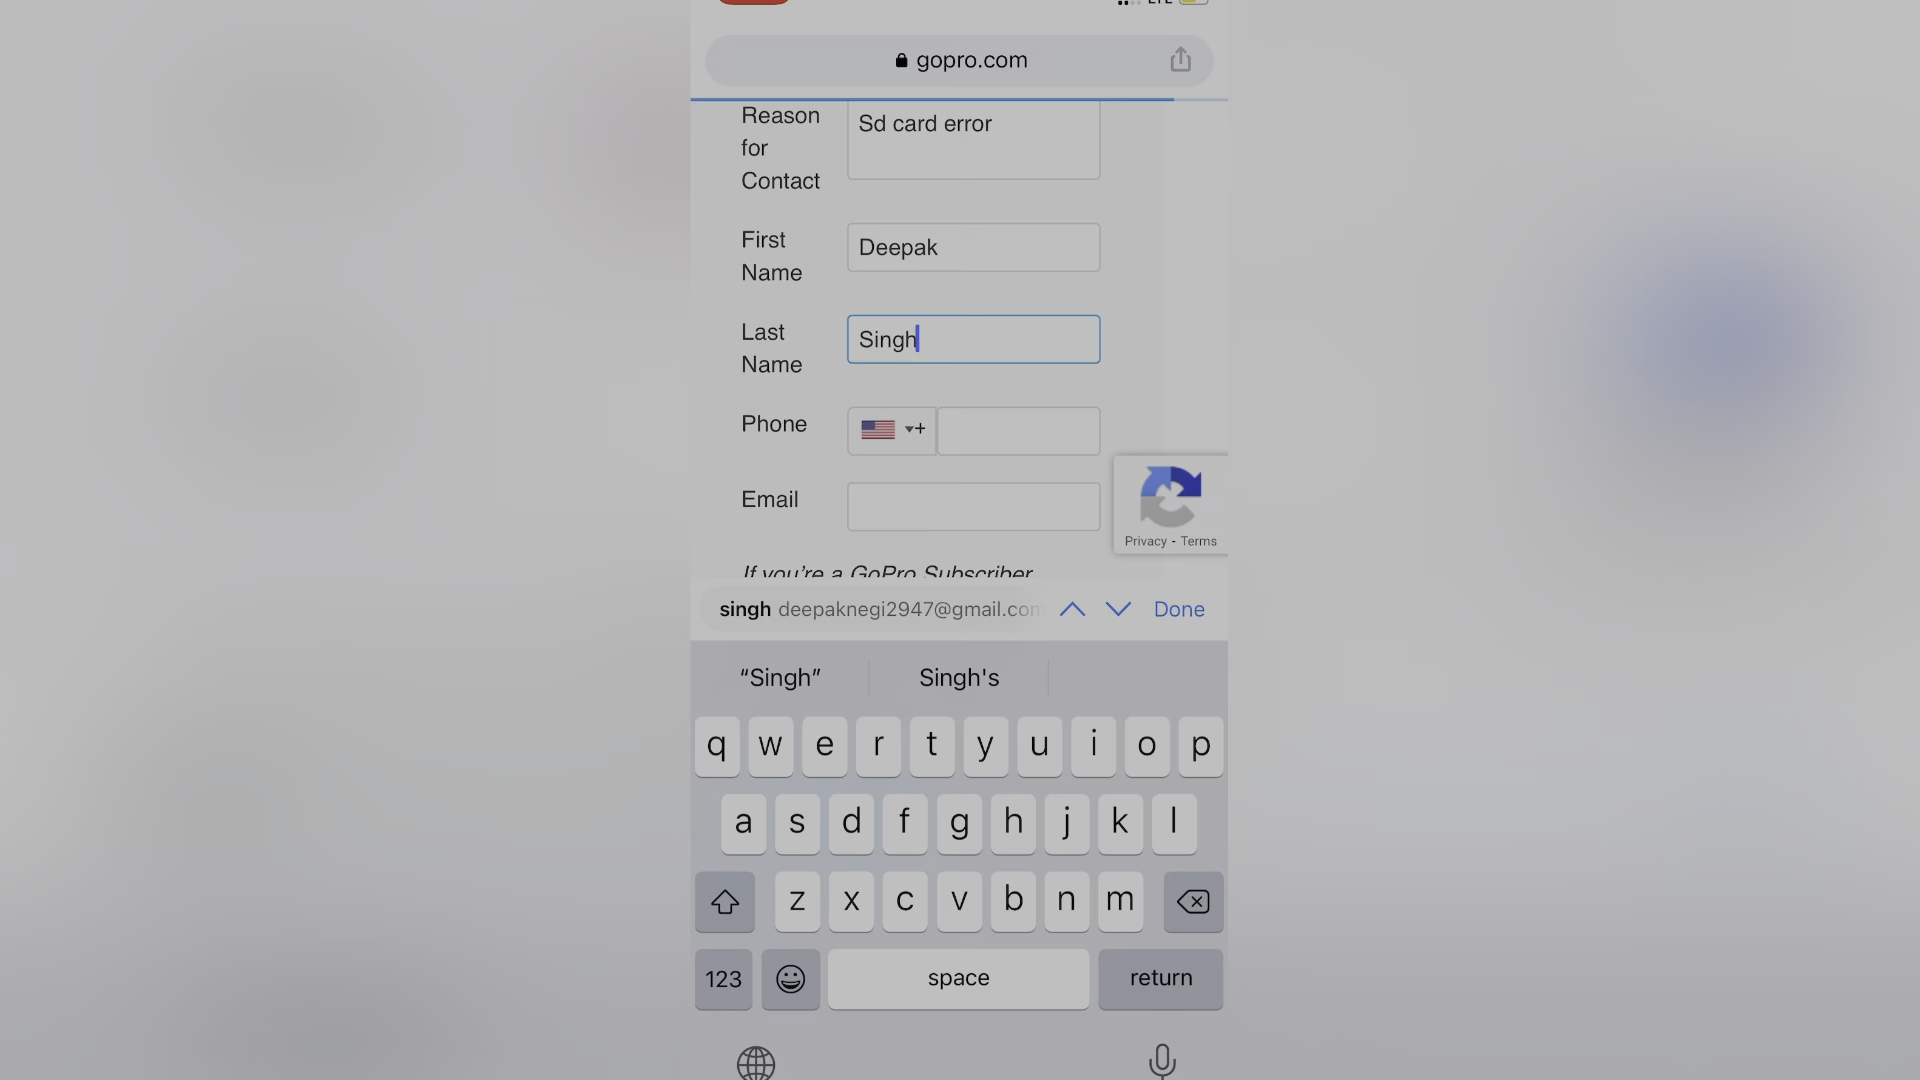 gopro.com
Reason
for
Contact
Sd card error
First
Name
Deepak
Last
Name
Singh
Phone
+
Email
Privacy - Terms
If you’re a GoPro Subscriber
singh deepaknegi2947@gmail.com
Done
“Singh”
Singh's
q w e r t y u i o p
a s d f g h j k l
z x c v b n m
123
space
return